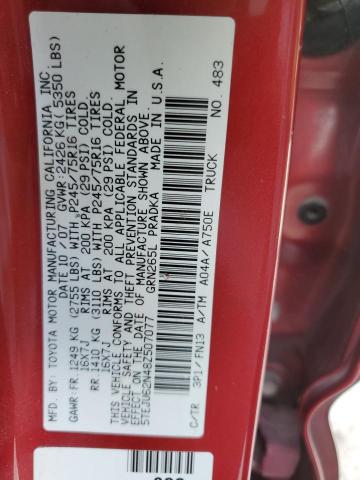 MFD. BY: TOYOTA MOTOR MANUFACTURING CALIFORNIA INC
DATE 10 / 07 GVWR: 2426 KG( 5350 LBS)
GAWR: FR. 1249 KG (2755 LBS) WITH P245/75R16 TIRES
16X7J RIMS AT 200 KPA (29 PSI) COLD.
RR 1410 KG (3110 LBS) WITH P245/75R16 TIRES
16X7J RIMS AT 200 KPA (29 PSI) COLD.
THIS VEHICLE CONFORMS TO ALL APPLICABLE FEDERAL MOTOR
VEHICLE SAFETY AND THEFT PREVENTION STANDARDS IN
EFFECT ON THE DATE OF MANUFACTURE SHOWN ABOVE.
5TEJU62N48Z507077 GRN265L PRADKA MADE IN U.S.A.
TRUCK
C/TR 3P1/ FN13 A/TM A04A/ A750E 483